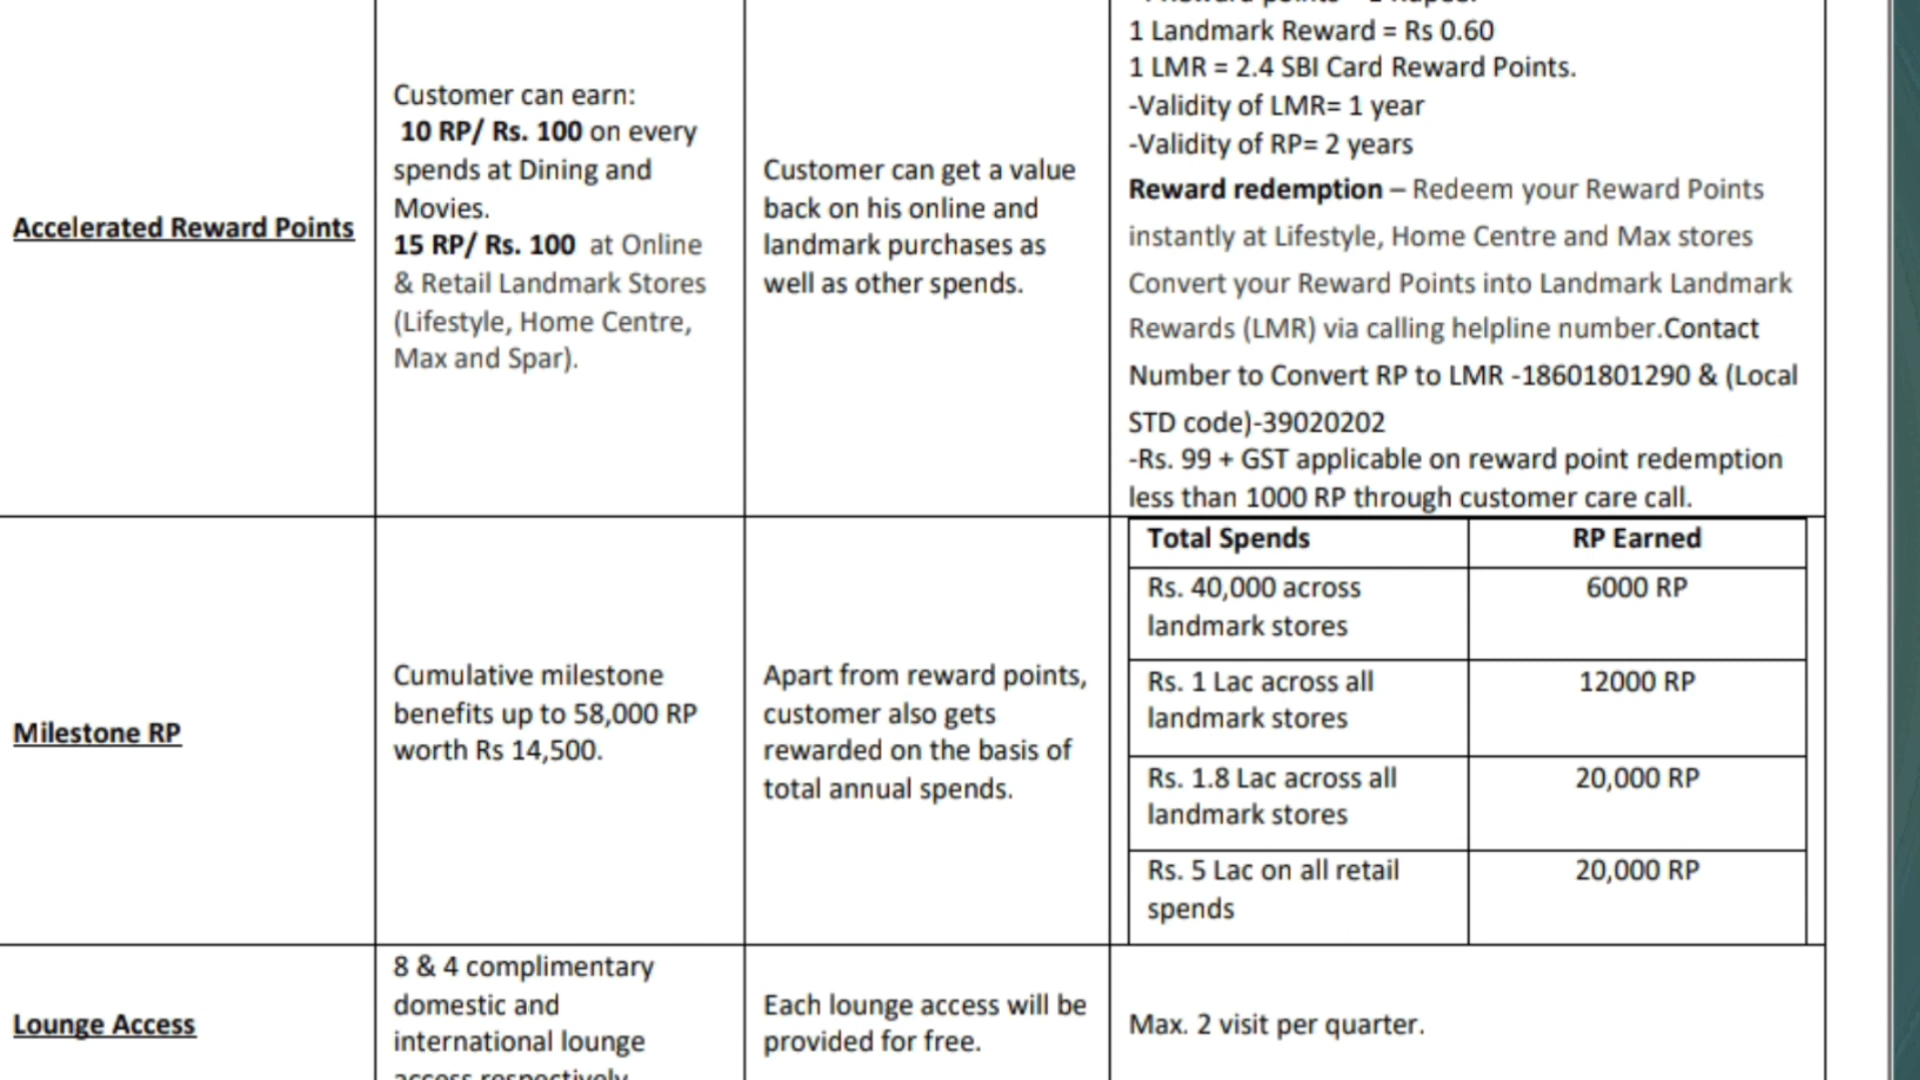 1 Landmark Reward = Rs 0.60
1 LMR = 2.4 SBI Card Reward Points.
-Validity of LMR= 1 year
-Validity of RP= 2 years
Reward redemption – Redeem your Reward Points
instantly at Lifestyle, Home Centre and Max stores
Convert your Reward Points into Landmark Landmark
Rewards (LMR) via calling helpline number.Contact
Number to Convert RP to LMR -18601801290 & (Local
STD code)-39020202
-Rs. 99 + GST applicable on reward point redemption
less than 1000 RP through customer care call.
Accelerated Reward Points
Customer can earn:
10 RP/ Rs. 100 on every
spends at Dining and
Movies.
15 RP/ Rs. 100 at Online
& Retail Landmark Stores
(Lifestyle, Home Centre,
Max and Spar).
Customer can get a value
back on his online and
landmark purchases as
well as other spends.
Milestone RP
Cumulative milestone
benefits up to 58,000 RP
worth Rs 14,500.
Apart from reward points,
customer also gets
rewarded on the basis of
total annual spends.
Total Spends RP Earned
Rs. 40,000 across 6000 RP
landmark stores
Rs. 1 Lac across all 12000 RP
landmark stores
Rs. 1.8 Lac across all 20,000 RP
landmark stores
Rs. 5 Lac on all retail 20,000 RP
spends
Lounge Access
8 & 4 complimentary
domestic and
international lounge
access respectively
Each lounge access will be
provided for free.
Max. 2 visit per quarter.